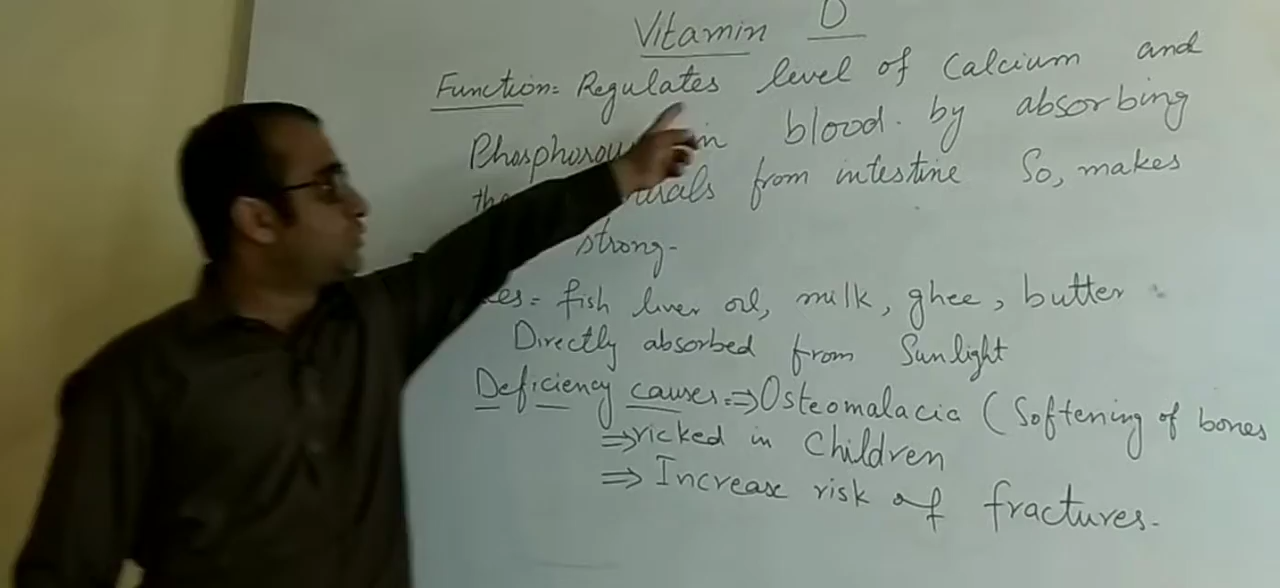 Vitamin D
Function= Regulates level of Calcium and
in blood. by absorbing
from intestine So, makes
strong-
fish liver oil, milk, ghee, butter
Directly absorbed from Sunlight
Deficiency causes=⇒Osteomalacia (Softening of bones
⇒ricked in Children
⇒ Increase risk of fractures.